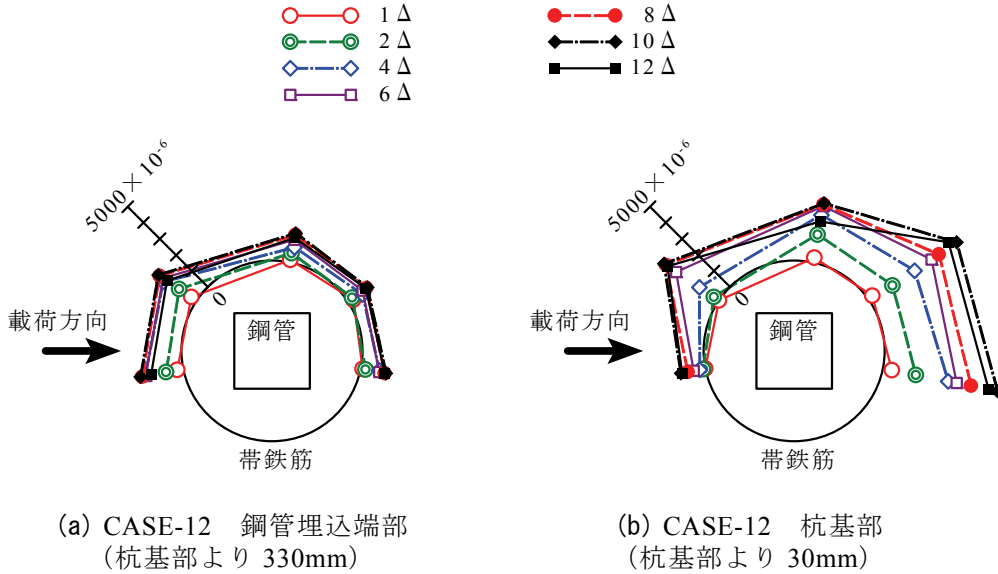 1 Δ
2 Δ
4 Δ
6 Δ
8 Δ
10 Δ
12 Δ
5000×10⁻⁶
0
載荷方向
鋼管
帯鉄筋
(a) CASE-12　鋼管埋込端部
（杭基部より 330mm）
5000×10⁻⁶
0
載荷方向
鋼管
帯鉄筋
(b) CASE-12　杭基部
（杭基部より 30mm）